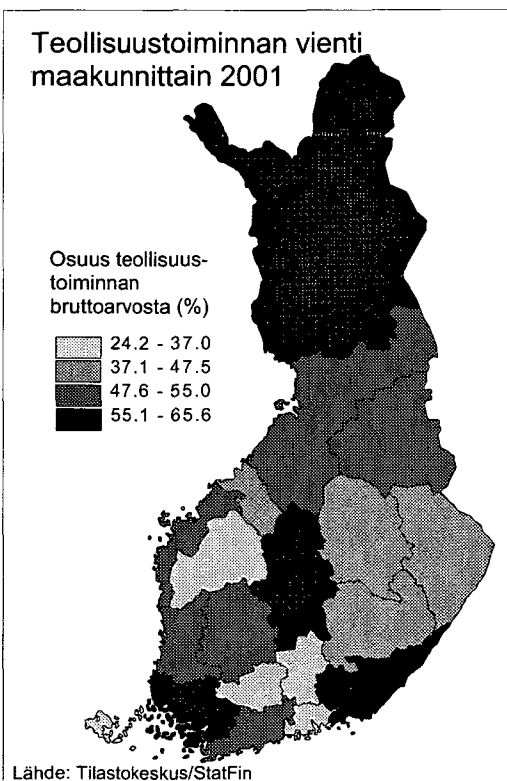 Teollisuustoiminnan vienti
maakunnittain 2001
Osuus teollisuus-
toiminnan
bruttoarvosta (%)
24.2 - 37.0
37.1 - 47.5
47.6 - 55.0
55.1 - 65.6
Lähde: Tilastokeskus/StatFin